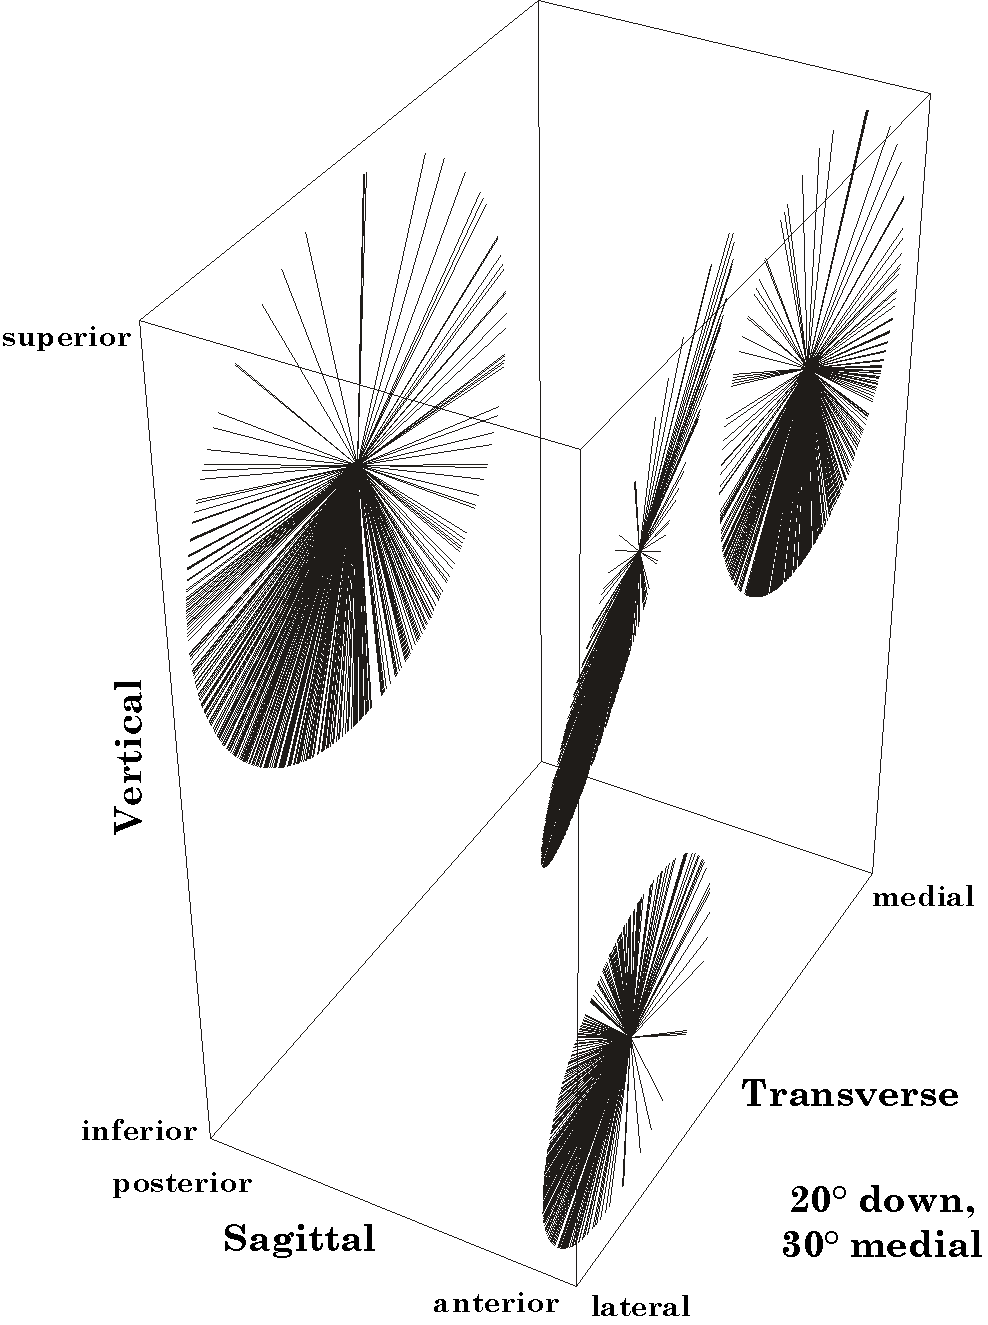 superior
Vertical
medial
Transverse
inferior
posterior
20° down,
30° medial
Sagittal
anterior
lateral